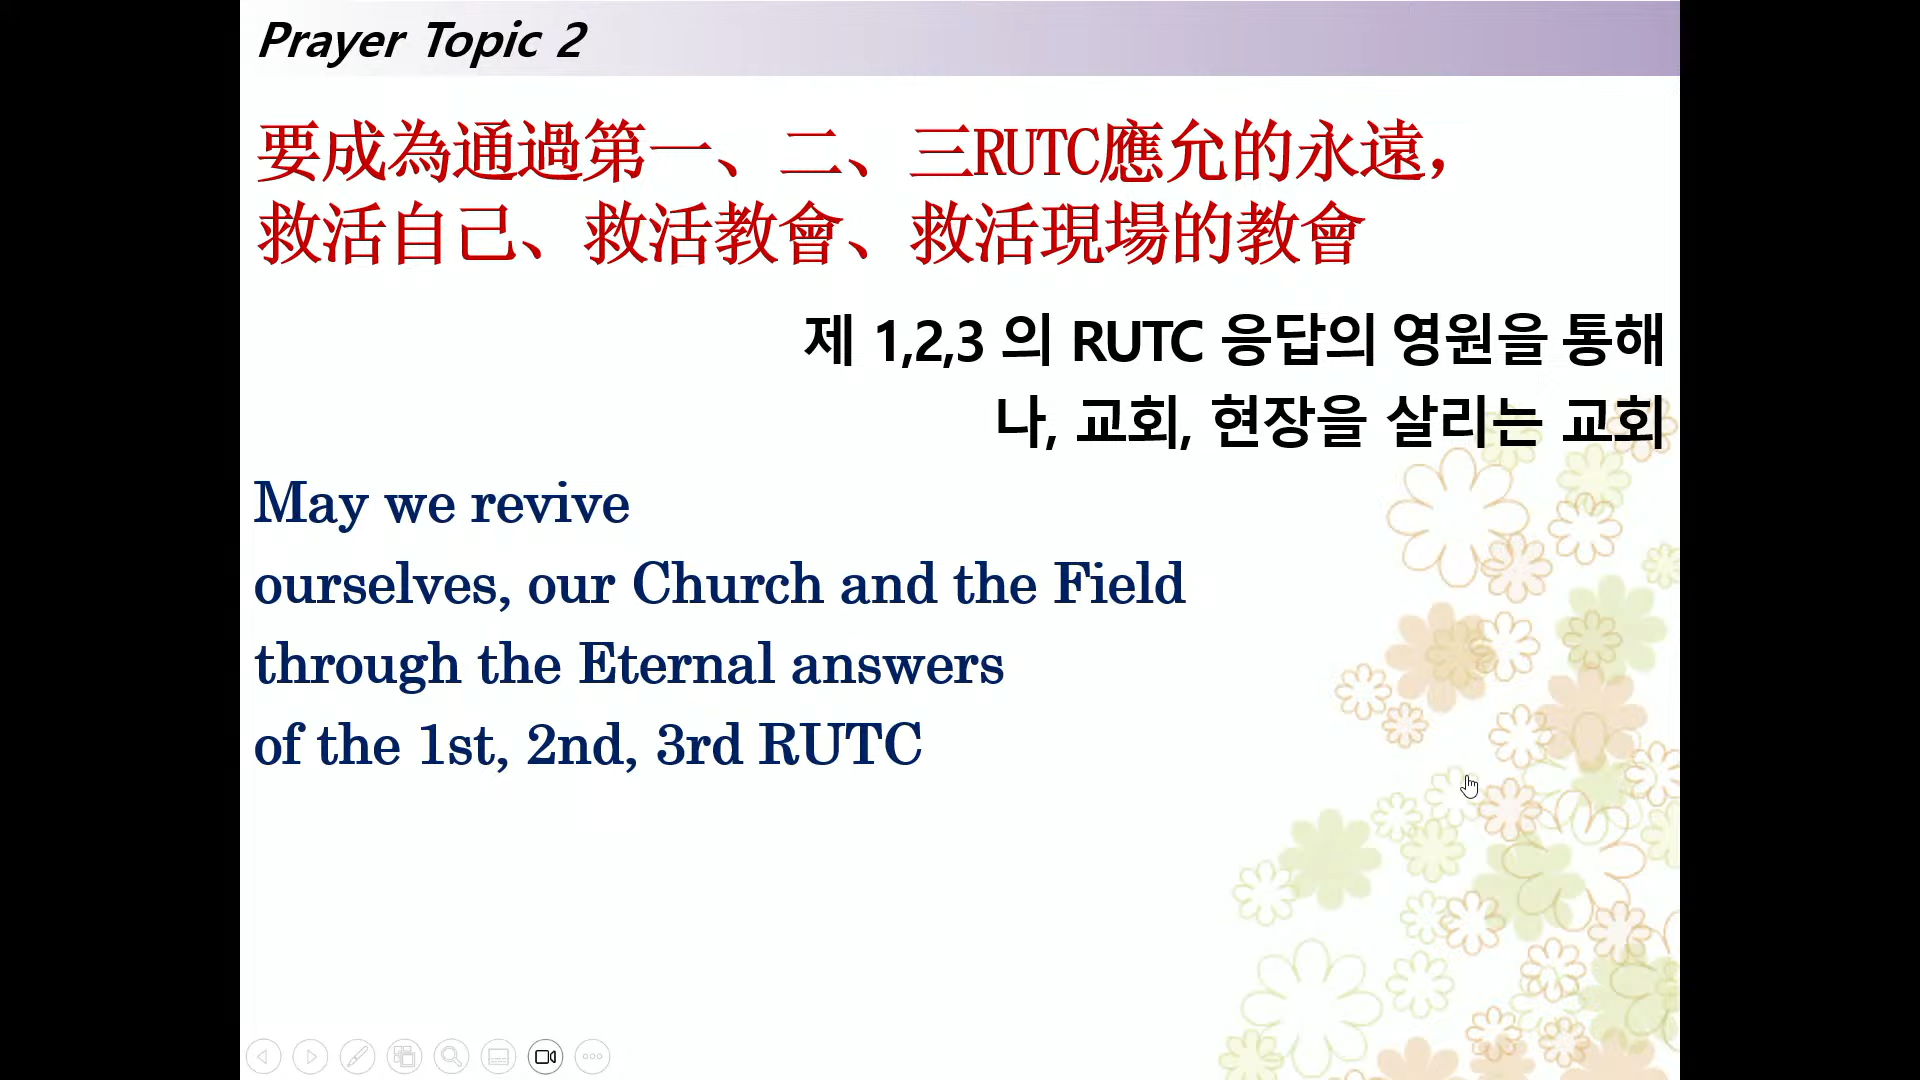 Prayer Topic 2
要成為通過第一、二、三RUTC應允的永遠，
救活自己、救活教會、救活現場的教會
제 1,2,3 의 RUTC 응답의 영원을 통해
나, 교회, 현장을 살리는 교회
May we revive
ourselves, our Church and the Field
through the Eternal answers
of the 1st, 2nd, 3rd RUTC